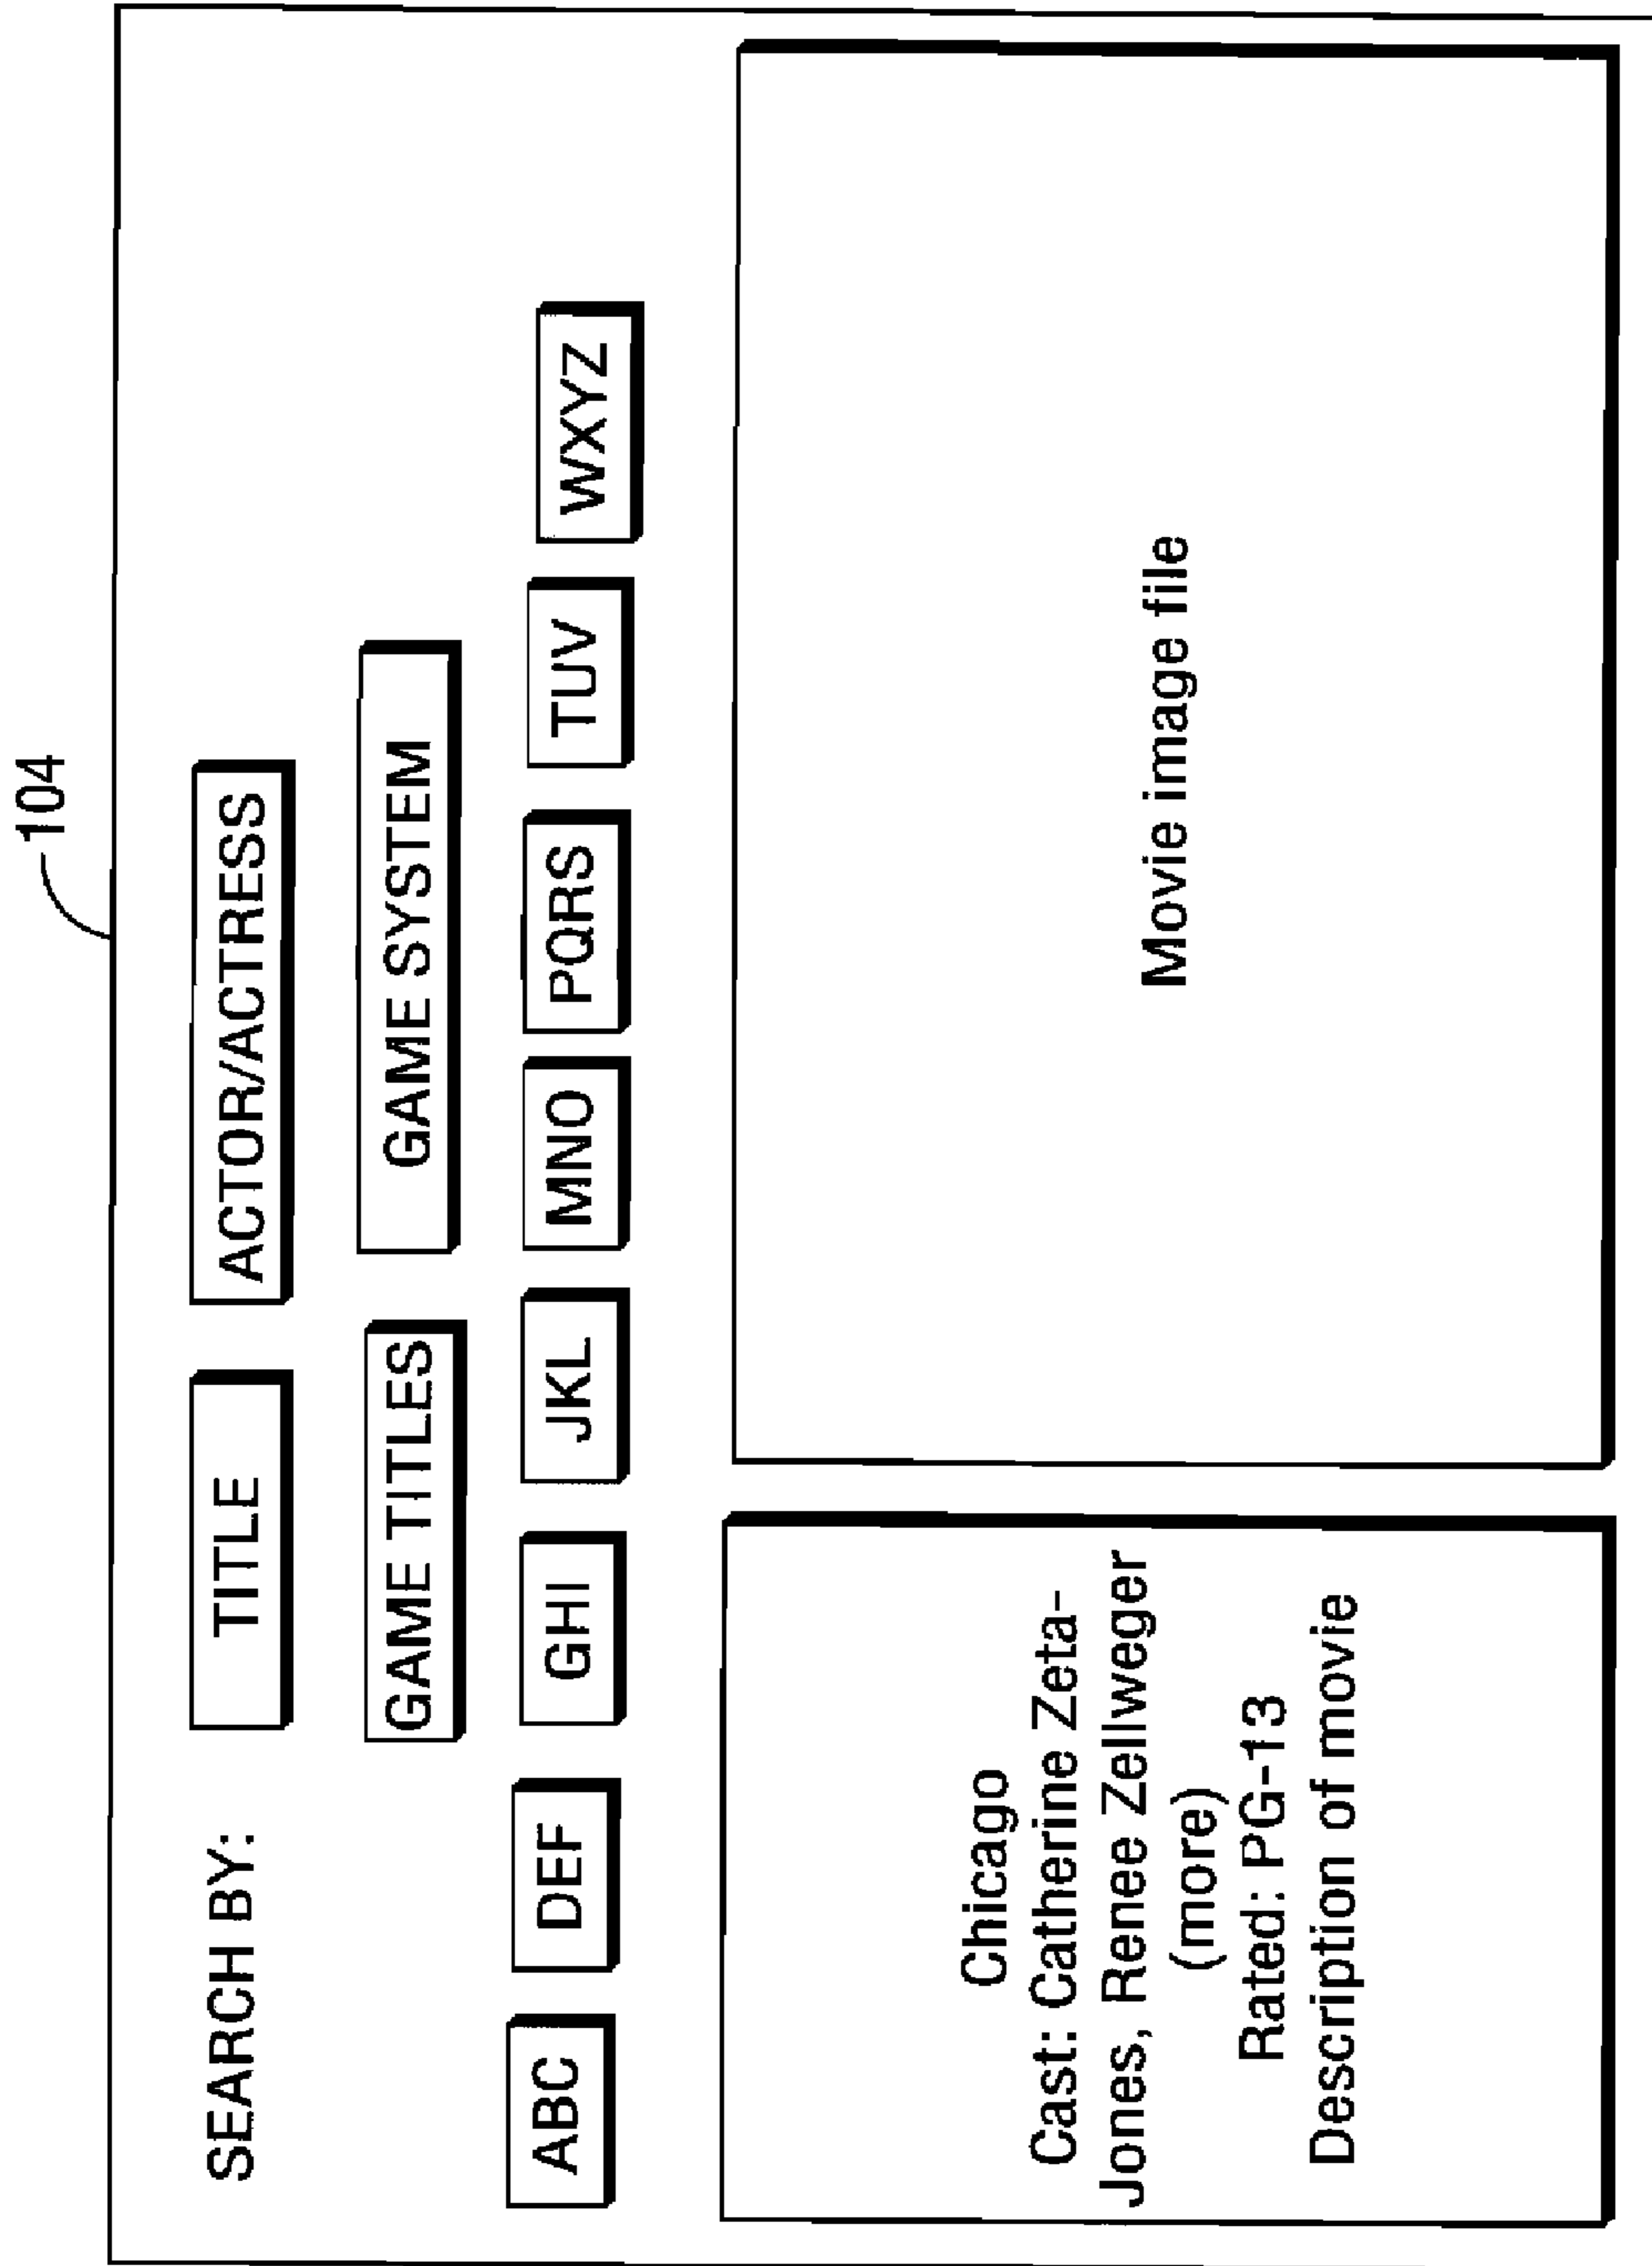 104
SEARCH BY: TITLE ACTOR/ACTRESS
GAME TITLES GAME SYSTEM
ABC DEF GHI JKL MNO PQRS TUV WXYZ
Chicago
Cast: Catherine Zeta-
Jones, Renee Zellweger
(more)
Rated: PG-13
Description of movie
Movie image file